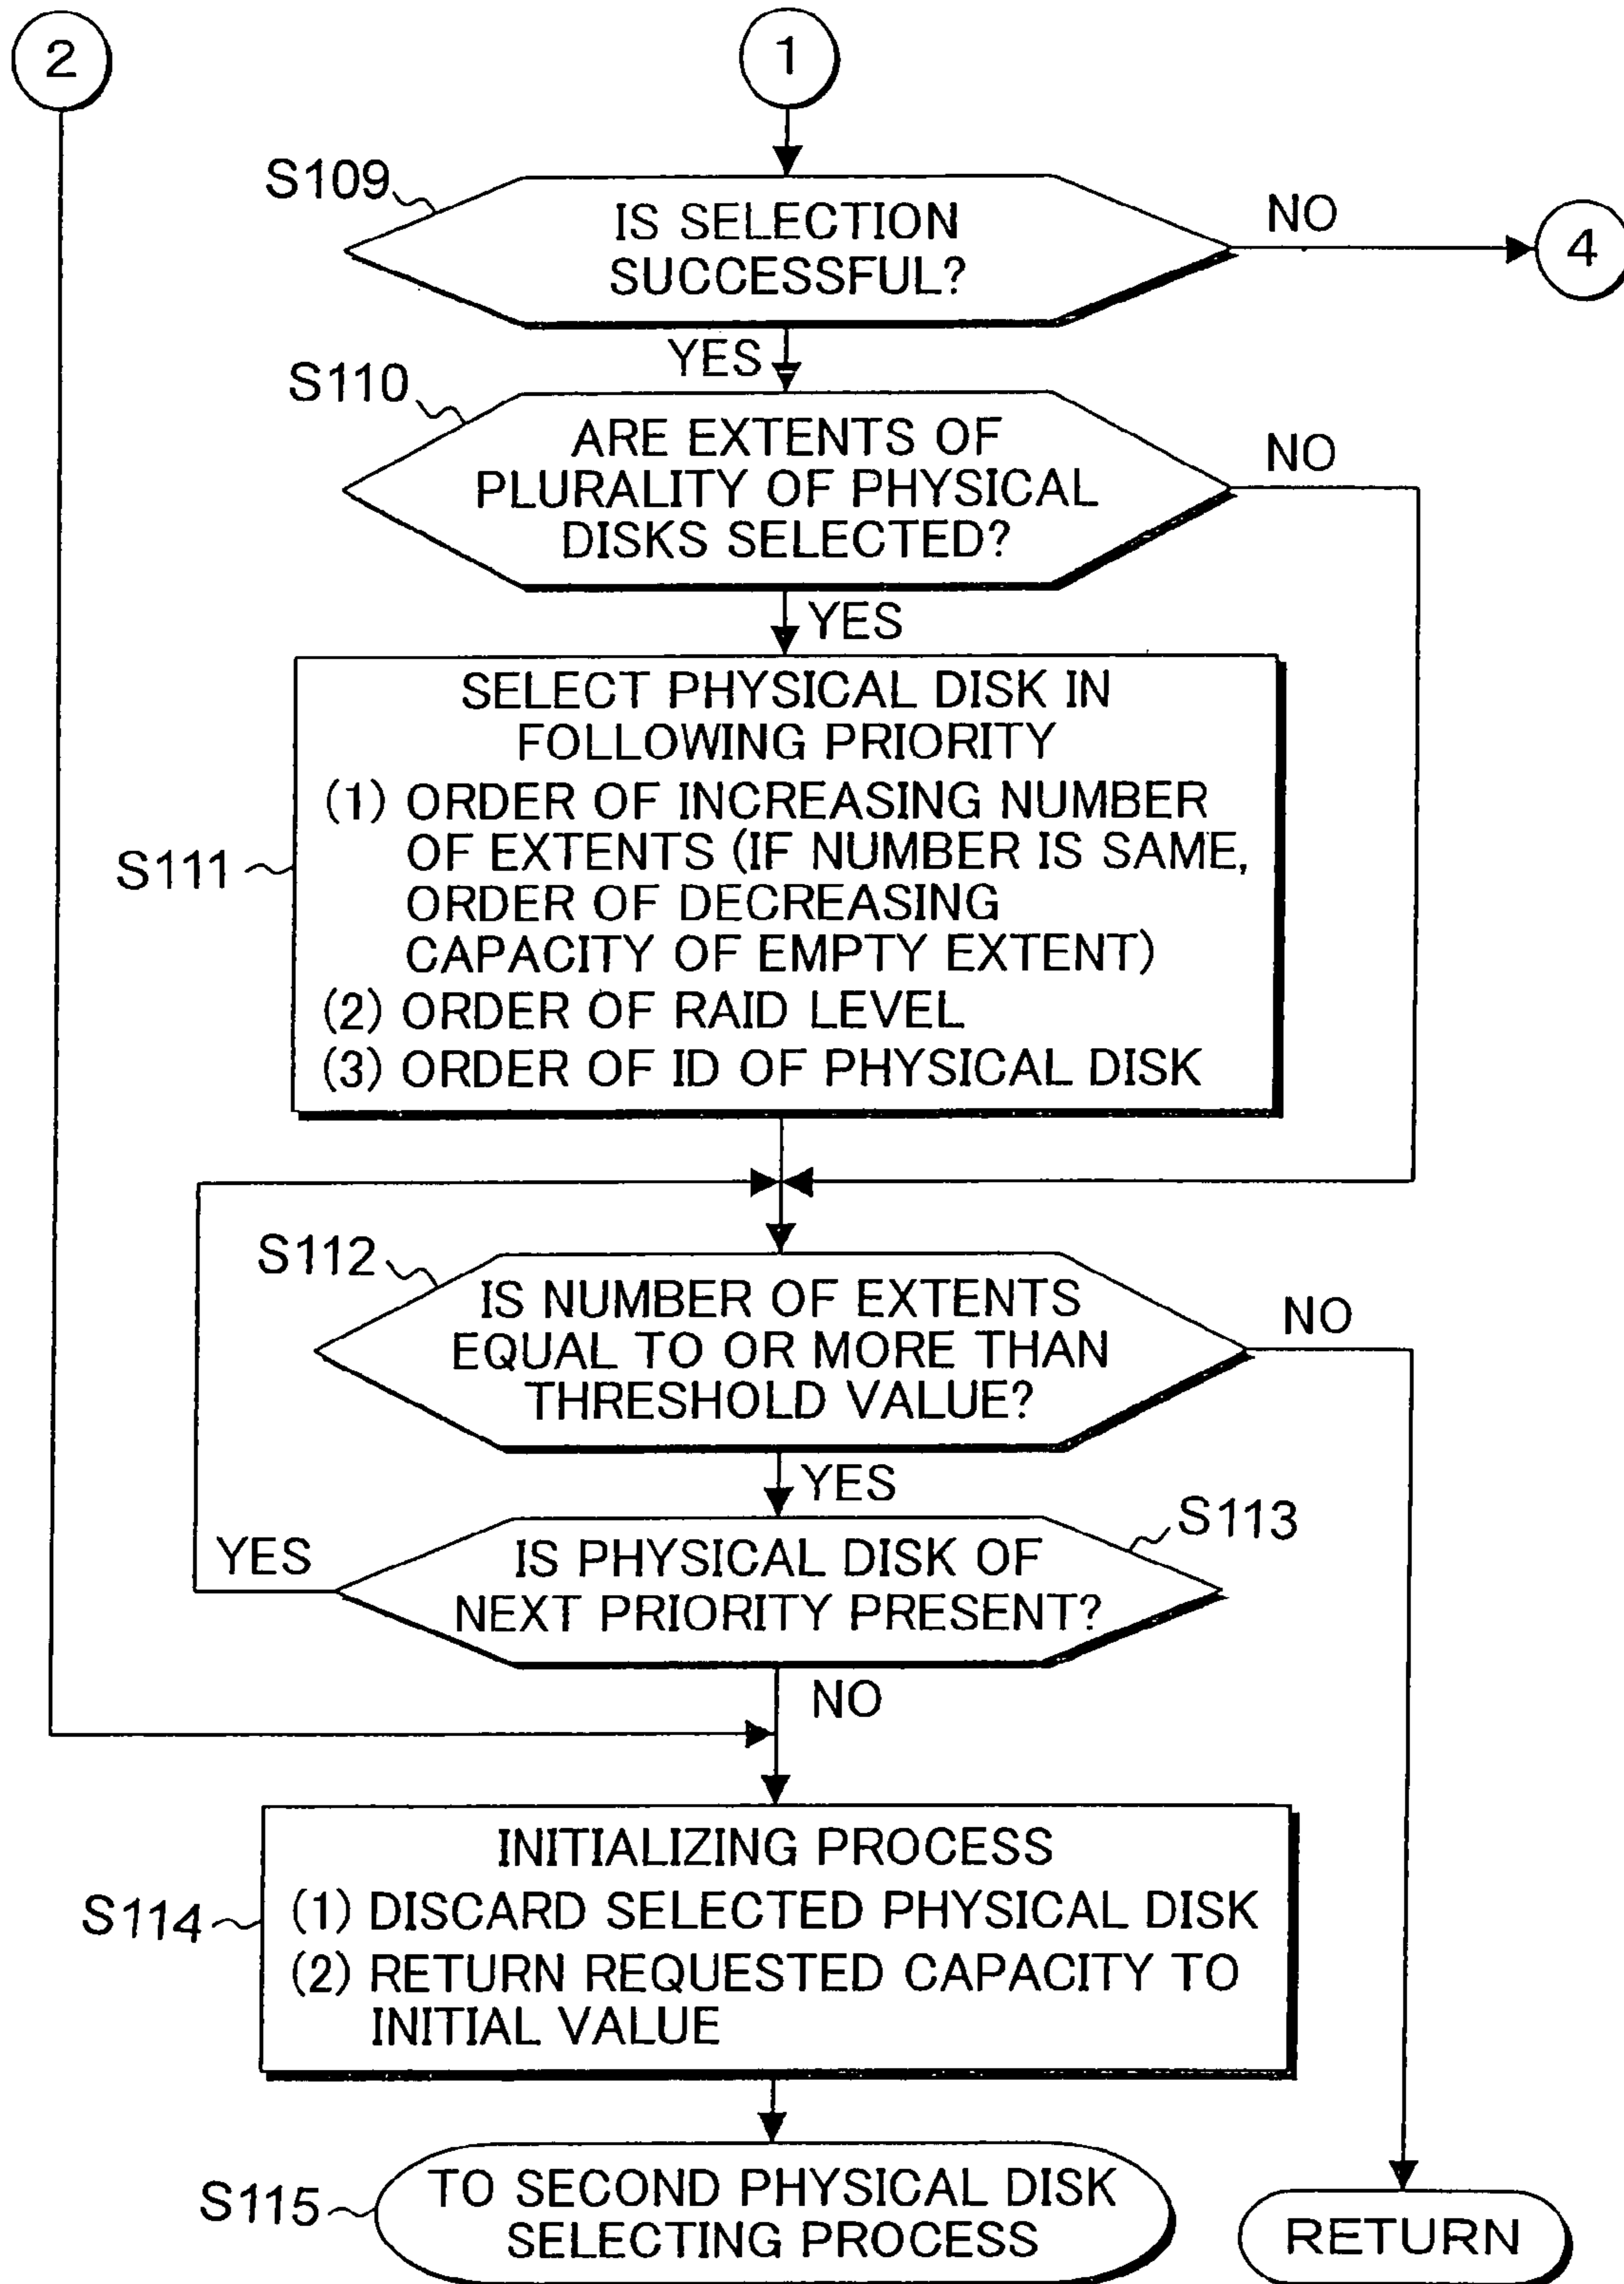 2
1
S109
IS SELECTION
SUCCESSFUL?
NO
4
YES
S110
ARE EXTENTS OF
PLURALITY OF PHYSICAL
DISKS SELECTED?
NO
YES
S111
SELECT PHYSICAL DISK IN
FOLLOWING PRIORITY
(1) ORDER OF INCREASING NUMBER
OF EXTENTS (IF NUMBER IS SAME,
ORDER OF DECREASING
CAPACITY OF EMPTY EXTENT)
(2) ORDER OF RAID LEVEL
(3) ORDER OF ID OF PHYSICAL DISK
S112
IS NUMBER OF EXTENTS
EQUAL TO OR MORE THAN
THRESHOLD VALUE?
NO
YES
S113
YES
IS PHYSICAL DISK OF
NEXT PRIORITY PRESENT?
NO
S114
INITIALIZING PROCESS
(1) DISCARD SELECTED PHYSICAL DISK
(2) RETURN REQUESTED CAPACITY TO
INITIAL VALUE
S115
TO SECOND PHYSICAL DISK
SELECTING PROCESS
RETURN